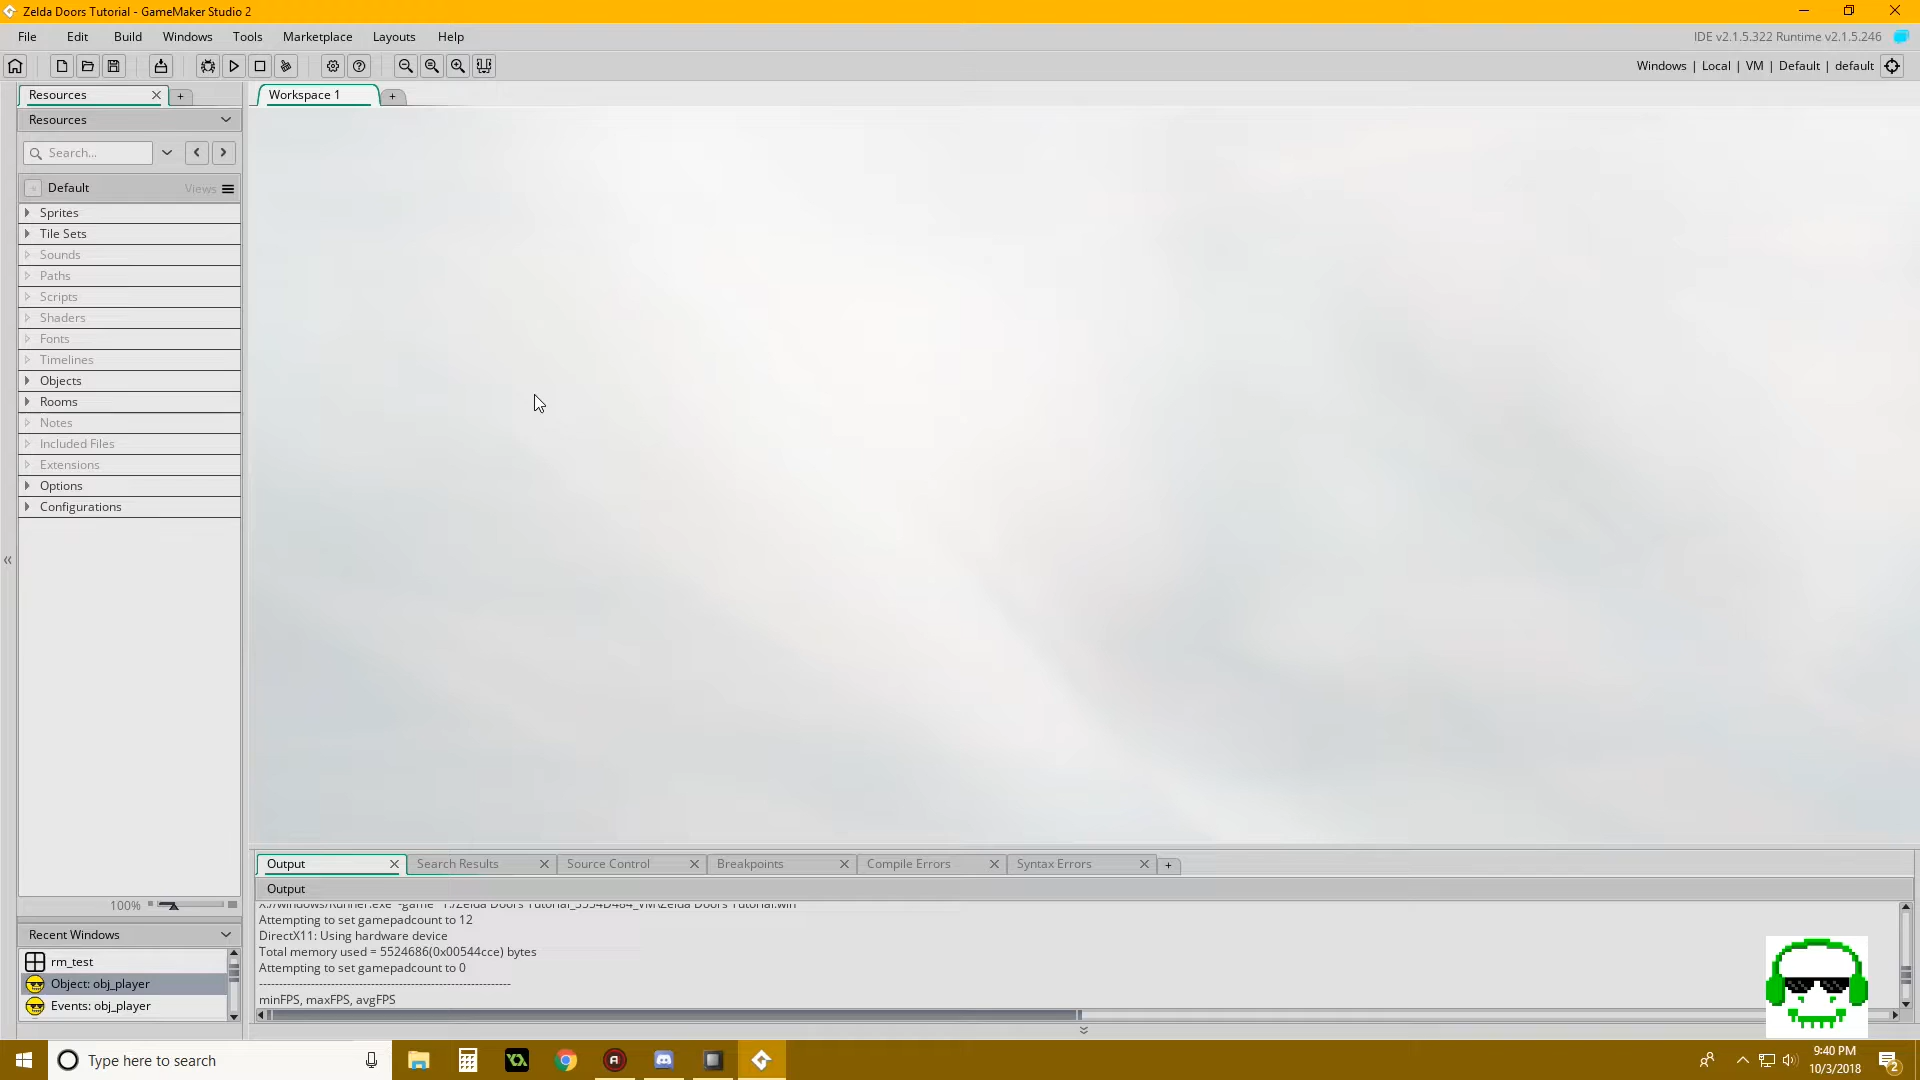 Zelda Doors Tutorial - GameMaker Studio 2
File Edit Build Windows Tools Marketplace Layouts Help
IDE v2.1.5.322 Runtime v2.1.5.246
Windows | Local | VM | Default | default
Resources
Workspace 1
Resources
Search...
Default Views
Sprites
Tile Sets
Sounds
Paths
Scripts
Shaders
Fonts
Timelines
Objects
Rooms
Notes
Included Files
Extensions
Options
Configurations
100%
Recent Windows
rm_test
Object: obj_player
Events: obj_player
Output Search Results Source Control Breakpoints Compile Errors Syntax Errors
Output
Attempting to set gamepadcount to 12
DirectX11: Using hardware device
Total memory used = 5524686(0x00544cce) bytes
Attempting to set gamepadcount to 0
minFPS, maxFPS, avgFPS
Type here to search
9:40 PM
10/3/2018
2